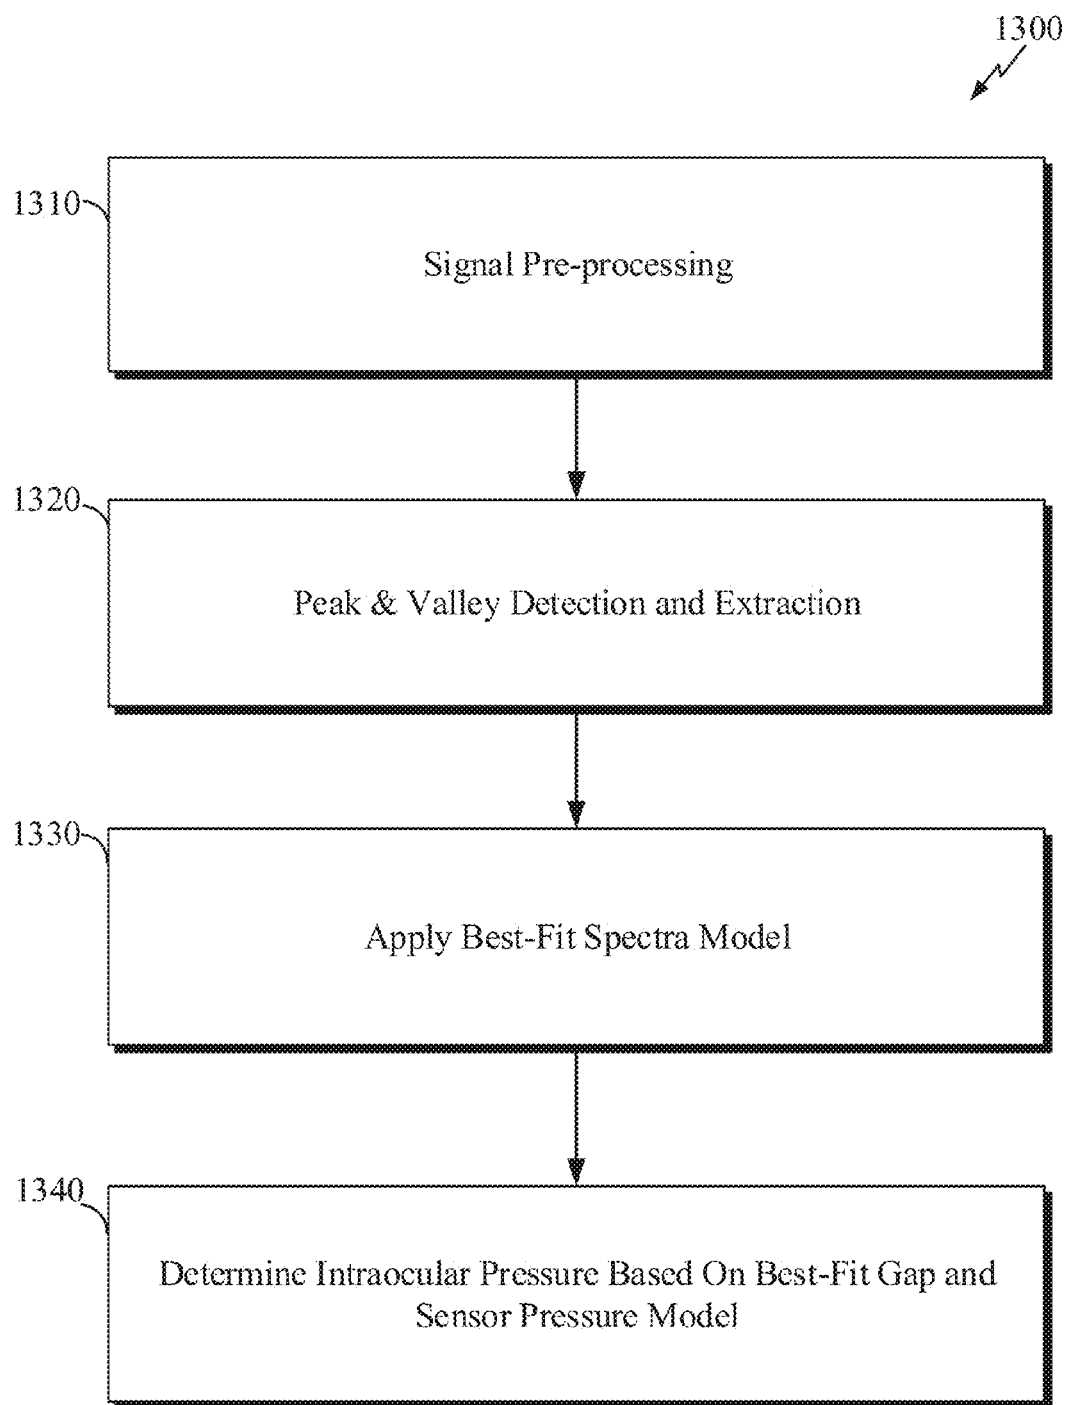 1300
1310
Signal Pre-processing
1320
Peak & Valley Detection and Extraction
1330
Apply Best-Fit Spectra Model
1340
Determine Intraocular Pressure Based On Best-Fit Gap and
Sensor Pressure Model